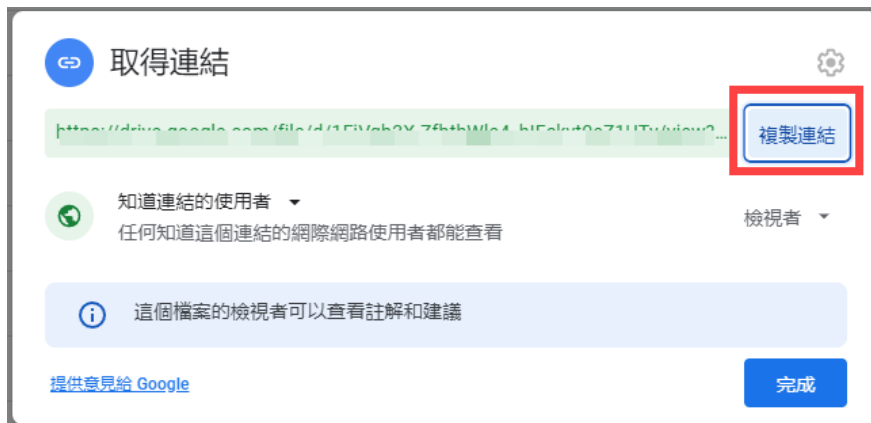 取得連結
複製連結
知道連結的使用者
任何知道這個連結的網際網路使用者都能查看
檢視者
這個檔案的檢視者可以查看註解和建議
提供意見給 Google
完成